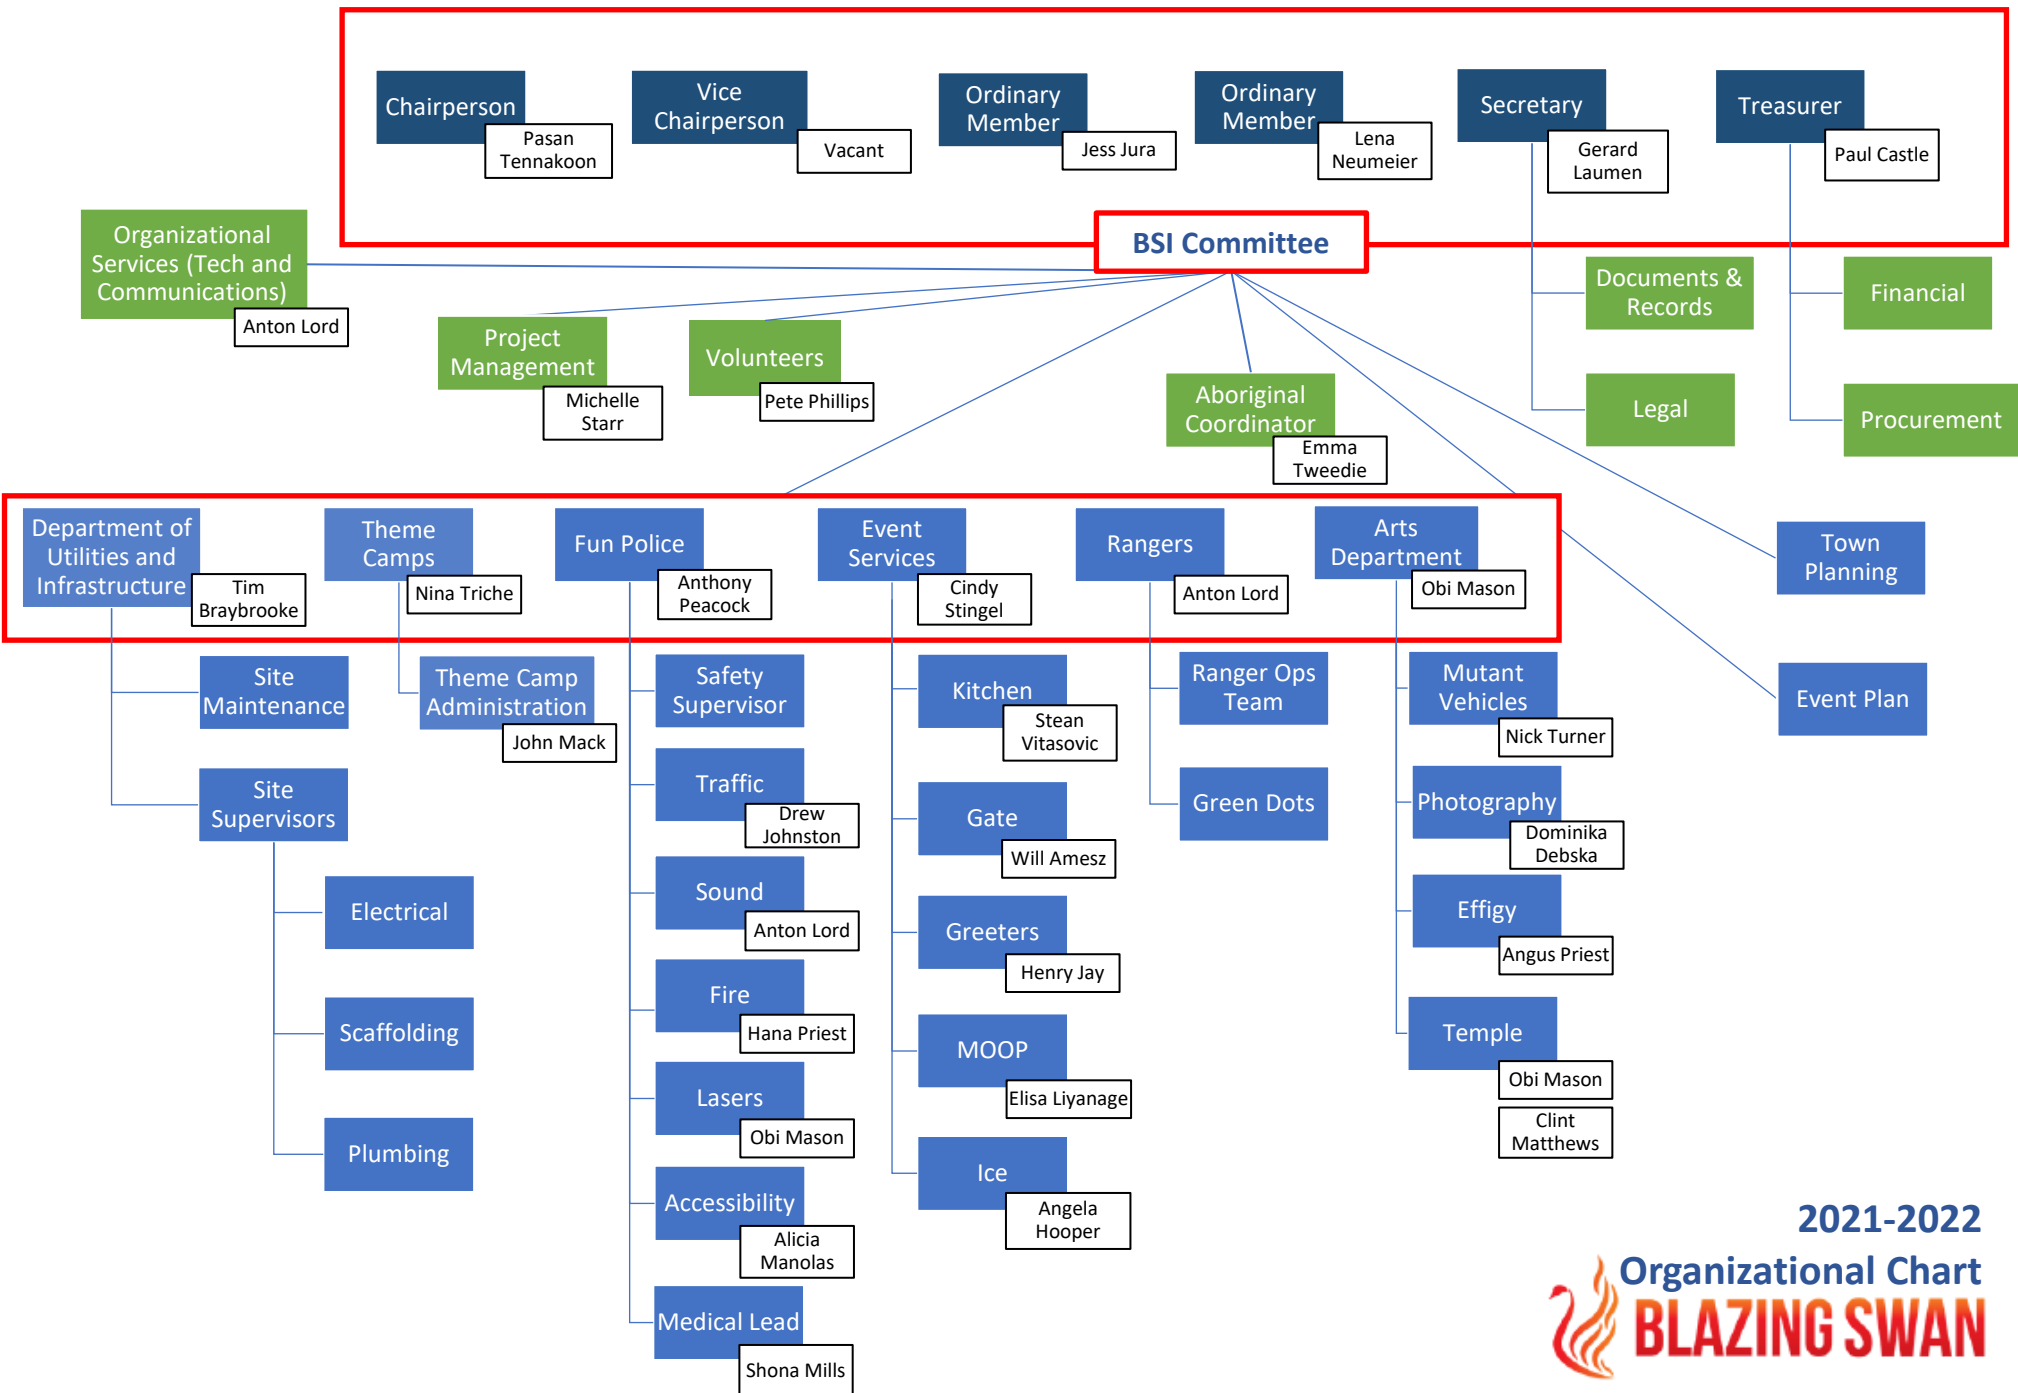 Chairperson
Pasan
Tennakoon
Vice
Chairperson
Vacant
Ordinary
Member
Jess Jura
Ordinary
Member
Lena
Neumeier
Secretary
Gerard
Laumen
Treasurer
Paul Castle
BSI Committee
Organizational
Services (Tech and
Communications)
Anton Lord
Project
Management
Michelle
Starr
Volunteers
Pete Phillips
Aboriginal
Coordinator
Emma
Tweedie
Documents &
Records
Legal
Financial
Procurement
Department of
Utilities and
Infrastructure
Tim
Braybrooke
Theme
Camps
Nina Triche
Fun Police
Anthony
Peacock
Event
Services
Cindy
Stingel
Rangers
Anton Lord
Arts
Department
Obi Mason
Town
Planning
Event Plan
Site
Maintenance
Site
Supervisors
Electrical
Scaffolding
Plumbing
Theme Camp
Administration
John Mack
Safety
Supervisor
Traffic
Drew
Johnston
Sound
Anton Lord
Fire
Hana Priest
Lasers
Obi Mason
Accessibility
Alicia
Manolas
Medical Lead
Shona Mills
Kitchen
Stean
Vitasovic
Gate
Will Amesz
Greeters
Henry Jay
MOOP
Elisa Liyanage
Ice
Angela
Hooper
Ranger Ops
Team
Green Dots
Mutant
Vehicles
Nick Turner
Photography
Dominika
Debska
Effigy
Angus Priest
Temple
Obi Mason
Clint
Matthews
2021-2022
Organizational Chart
BLAZING SWAN